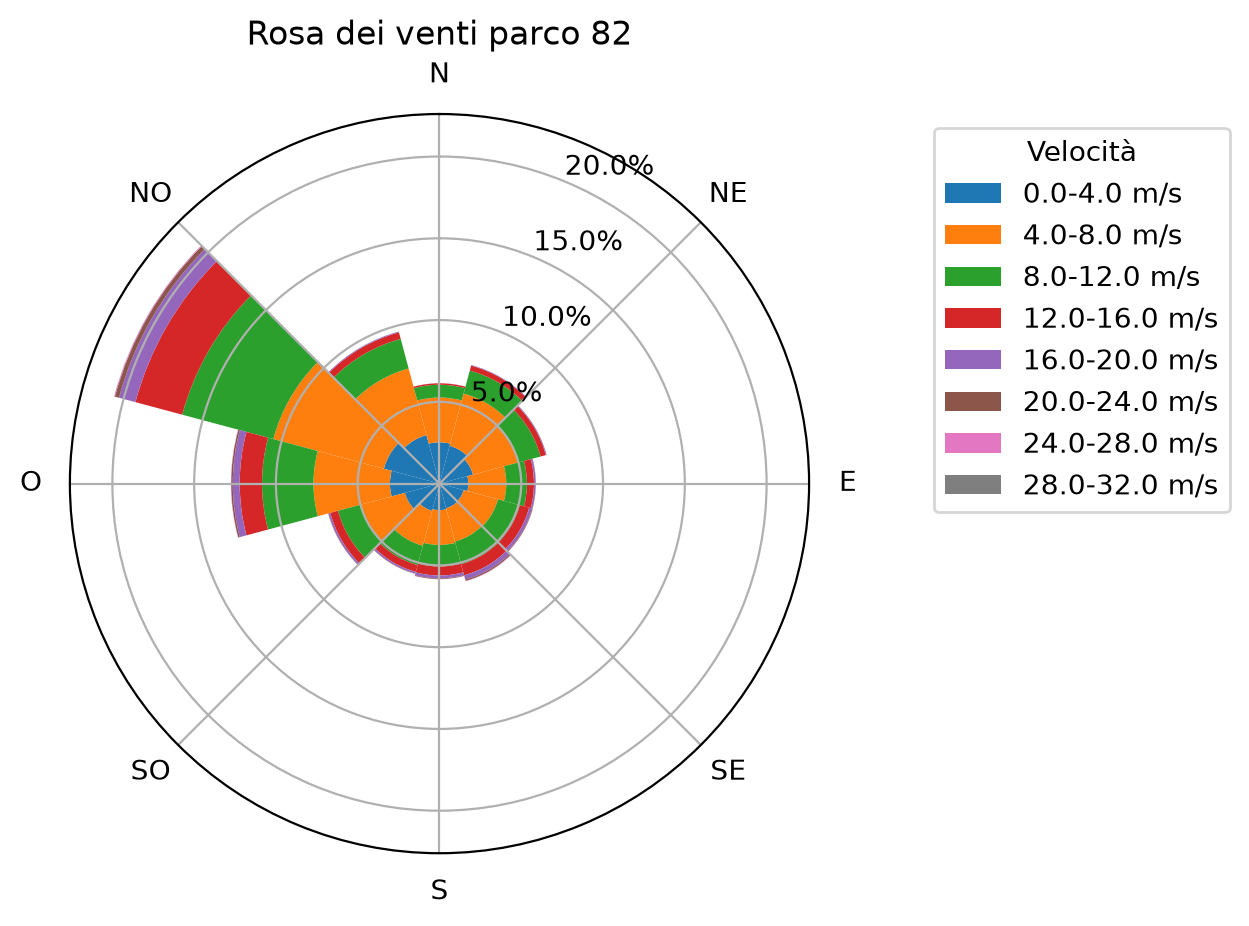 Rosa dei venti parco 82
N
NO
NE
20.0%
15.0%
10.0%
5.0%
O
E
SO
SE
S
Velocità
0.0-4.0 m/s
4.0-8.0 m/s
8.0-12.0 m/s
12.0-16.0 m/s
16.0-20.0 m/s
20.0-24.0 m/s
24.0-28.0 m/s
28.0-32.0 m/s